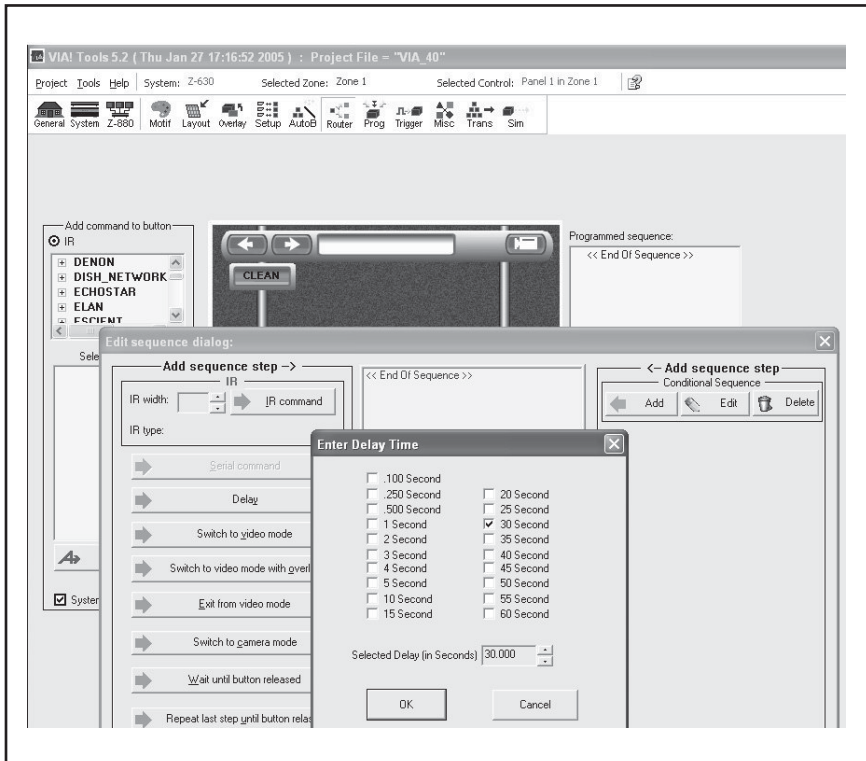 VIA! Tools 5.2 ( Thu Jan 27 17:16:52 2005 ) : Project File = "VIA_40"
Project Tools Help System: Z-630 Selected Zone: Zone 1 Selected Control: Panel 1 in Zone 1
General System Z-880 Motif Layout Overlay Setup AutoB Router Prog Trigger Misc Trans Sim
Add command to button
IR
DENON
DISH_NETWORK
ECHOSTAR
ELAN
ESCIENT
CLEAN
Programmed sequence:
<< End Of Sequence >>
Sele
Syster
Edit sequence dialog:
Add sequence step –>
IR
IR width:
IR command
IR type:
Serial command
Delay
Switch to video mode
Switch to video mode with overl
Exit from video mode
Switch to camera mode
Wait until button released
Repeat last step until button relas
<< End Of Sequence >>
<– Add sequence step
Conditional Sequence
Add Edit Delete
Enter Delay Time
.100 Second
.250 Second
.500 Second
1 Second
2 Second
3 Second
4 Second
5 Second
10 Second
15 Second
20 Second
25 Second
30 Second
35 Second
40 Second
45 Second
50 Second
55 Second
60 Second
Selected Delay (in Seconds) 30.000
OK Cancel